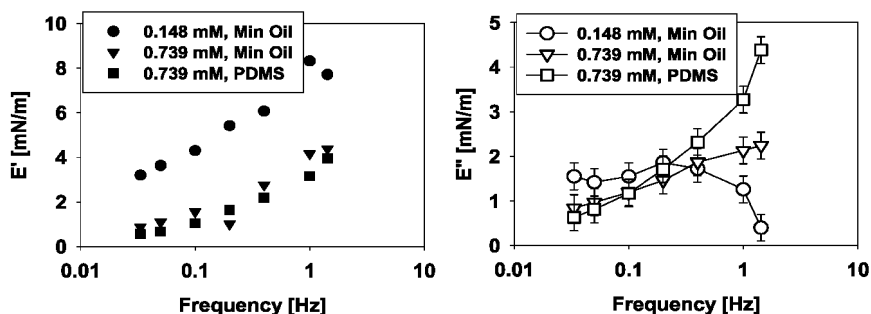 0.148 mM, Min Oil
0.739 mM, Min Oil
0.739 mM, PDMS
E' [mN/m]
10
8
6
4
2
0
0.01
0.1
1
10
Frequency [Hz]
0.148 mM, Min Oil
0.739 mM, Min Oil
0.739 mM, PDMS
E" [mN/m]
5
4
3
2
1
0
0.01
0.1
1
10
Frequency [Hz]